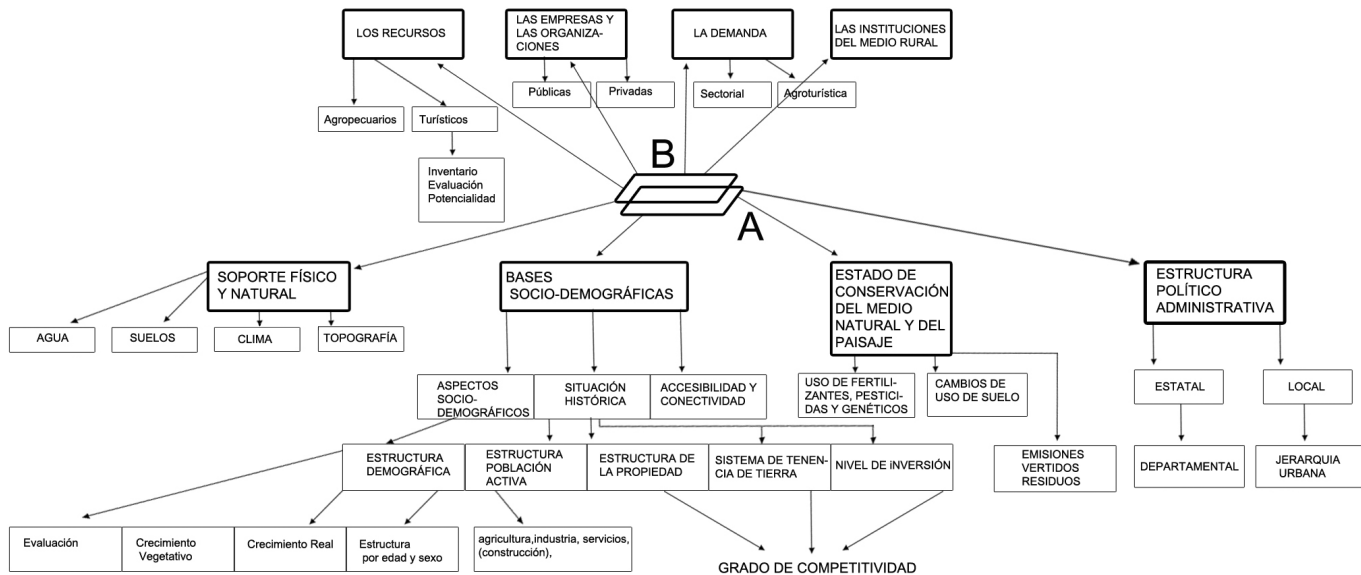 LOS RECURSOS
LAS EMPRESAS Y
LAS ORGANIZA-
CIONES
LA DEMANDA
LAS INSTITUCIONES
DEL MEDIO RURAL
Públicas
Privadas
Sectorial
Agroturística
Agropecuarios
Turísticos
Inventario
Evaluación
Potencialidad
B
A
SOPORTE FÍSICO
Y NATURAL
BASES
SOCIO-DEMOGRÁFICAS
ESTADO DE
CONSERVACIÓN
DEL MEDIO
NATURAL Y DEL
PAISAJE
ESTRUCTURA
POLÍTICO
ADMINISTRATIVA
AGUA
SUELOS
CLIMA
TOPOGRAFÍA
ASPECTOS
SOCIO-
DEMOGRÁFICOS
SITUACIÓN
HISTÓRICA
ACCESIBILIDAD Y
CONECTIVIDAD
USO DE FERTILI-
ZANTES, PESTICI-
DAS Y GENÉTICOS
CAMBIOS DE
USO DE SUELO
ESTATAL
LOCAL
ESTRUCTURA
DEMOGRÁFICA
ESTRUCTURA
POBLACIÓN
ACTIVA
ESTRUCTURA DE
LA PROPIEDAD
SISTEMA DE TENEN-
CIA DE TIERRA
NIVEL DE iNVERSIÓN
EMISIONES
VERTIDOS
RESIDUOS
DEPARTAMENTAL
JERARQUIA
URBANA
Evaluación
Crecimiento
Vegetativo
Crecimiento Real
Estructura
por edad y sexo
agricultura,industria, servicios,
(construcción),
GRADO DE COMPETITIVIDAD